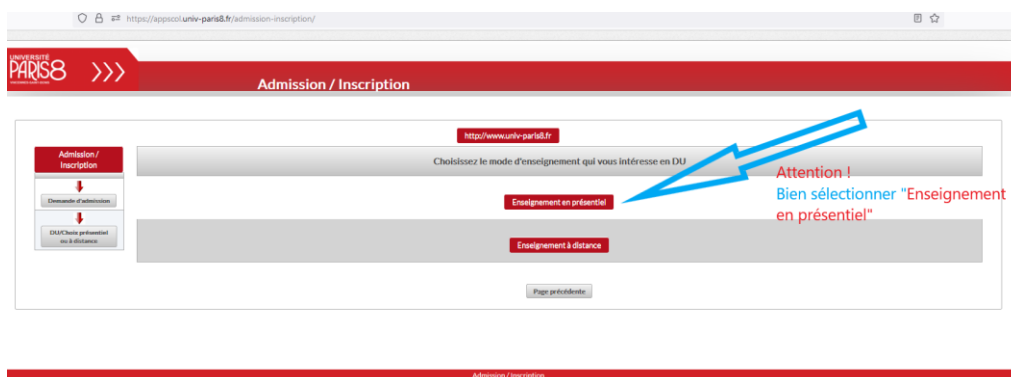 https://appscol.univ-paris8.fr/admission-inscription/
UNIVERSITÉ
PARIS8 >>>
Admission / Inscription
http://www.univ-paris8.fr
Admission /
Inscription
Choisissez le mode d'enseignement qui vous intéresse en DU
Attention !
Demande d'admission
Enseignement en présentiel
Bien sélectionner "Enseignement
en présentiel"
DU/Choix présentiel
ou à distance
Enseignement à distance
Page précédente
Admission / Inscription